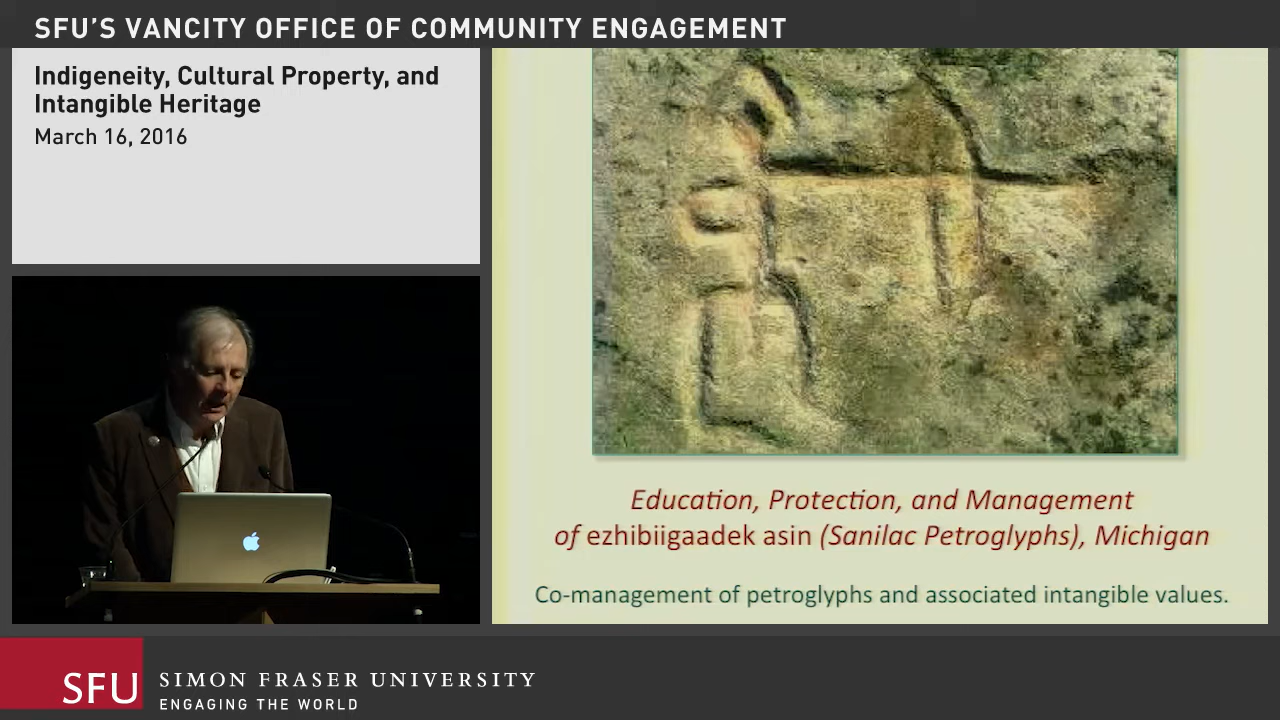 SFU'S VANCITY OFFICE OF COMMUNITY ENGAGEMENT
Indigeneity, Cultural Property, and
Intangible Heritage
March 16, 2016
Education, Protection, and Management
of ezhibiigaadek asin (Sanilac Petroglyphs), Michigan
Co-management of petroglyphs and associated intangible values.
SFU SIMON FRASER UNIVERSITY
ENGAGING THE WORLD